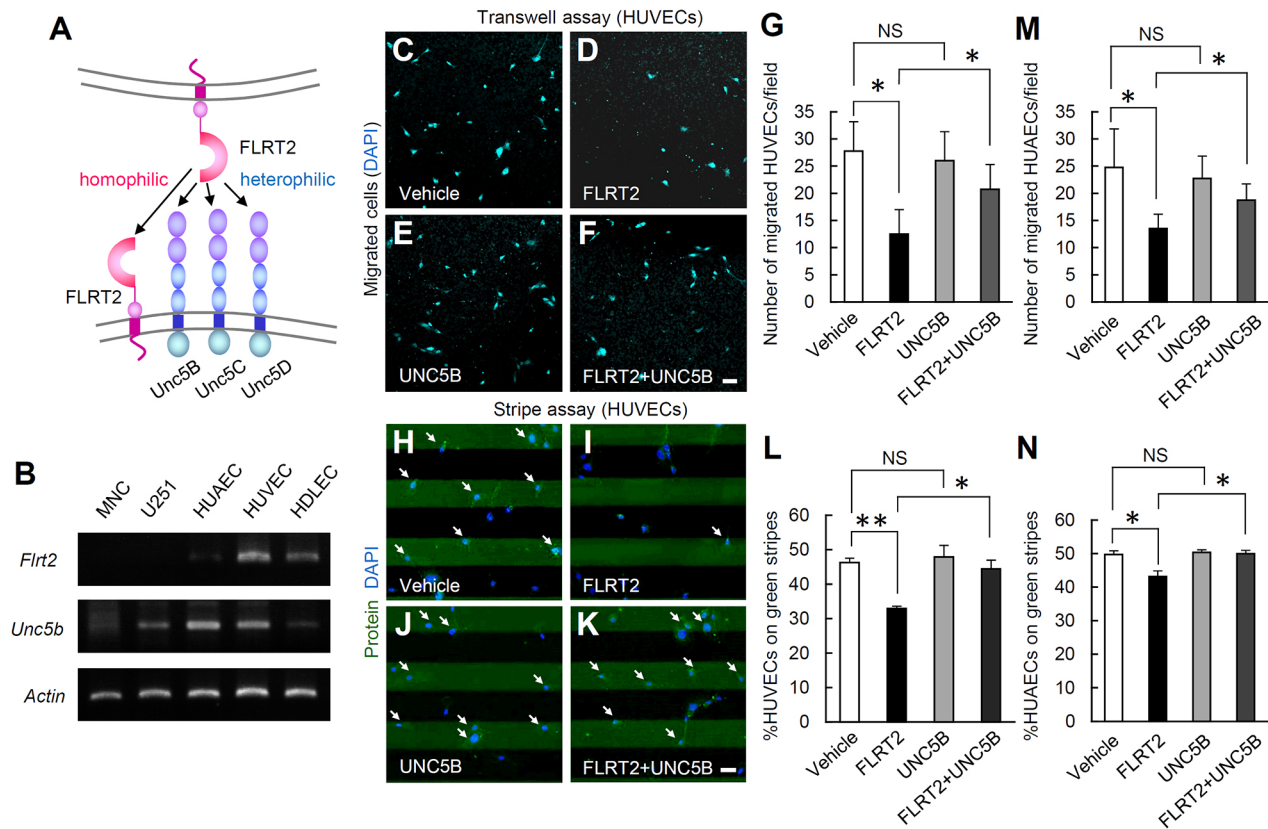 A
FLRT2
homophilic
heterophilic
FLRT2
Unc5B
Unc5C
Unc5D
B
MNC
U251
HUAEC
HUVEC
HDLEC
Flrt2
Unc5b
Actin
Transwell assay (HUVECs)
Migrated cells (DAPI)
C
Vehicle
D
FLRT2
E
UNC5B
F
FLRT2+UNC5B
Stripe assay (HUVECs)
Protein DAPI
H
Vehicle
I
FLRT2
J
UNC5B
K
FLRT2+UNC5B
G
NS
*
*
Number of migrated HUVECs/field
35
30
25
20
15
10
5
0
Vehicle
FLRT2
UNC5B
FLRT2+UNC5B
M
NS
*
*
Number of migrated HUAECs/field
35
30
25
20
15
10
5
0
Vehicle
FLRT2
UNC5B
FLRT2+UNC5B
L
NS
*
**
%HUVECs on green stripes
60
50
40
30
20
10
0
Vehicle
FLRT2
UNC5B
FLRT2+UNC5B
N
NS
*
*
%HUAECs on green stripes
60
50
40
30
20
10
0
Vehicle
FLRT2
UNC5B
FLRT2+UNC5B